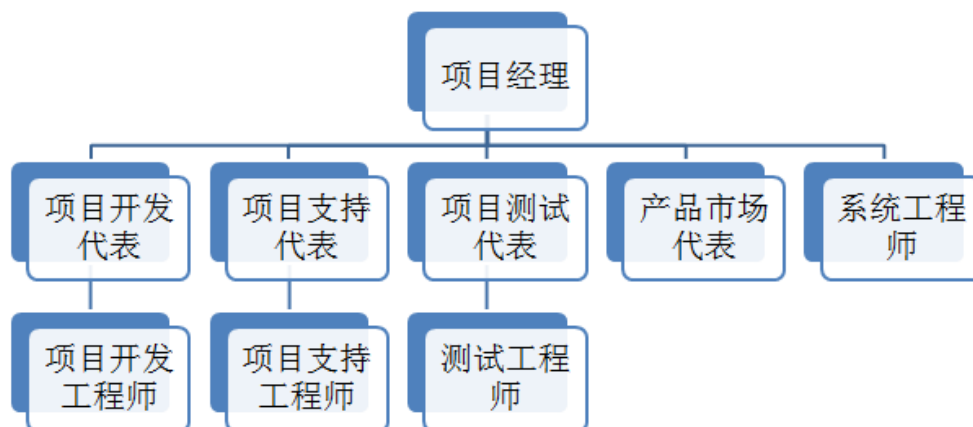 项目经理
项目开发
代表
项目支持
代表
项目测试
代表
产品市场
代表
系统工程
师
项目开发
工程师
项目支持
工程师
测试工程
师